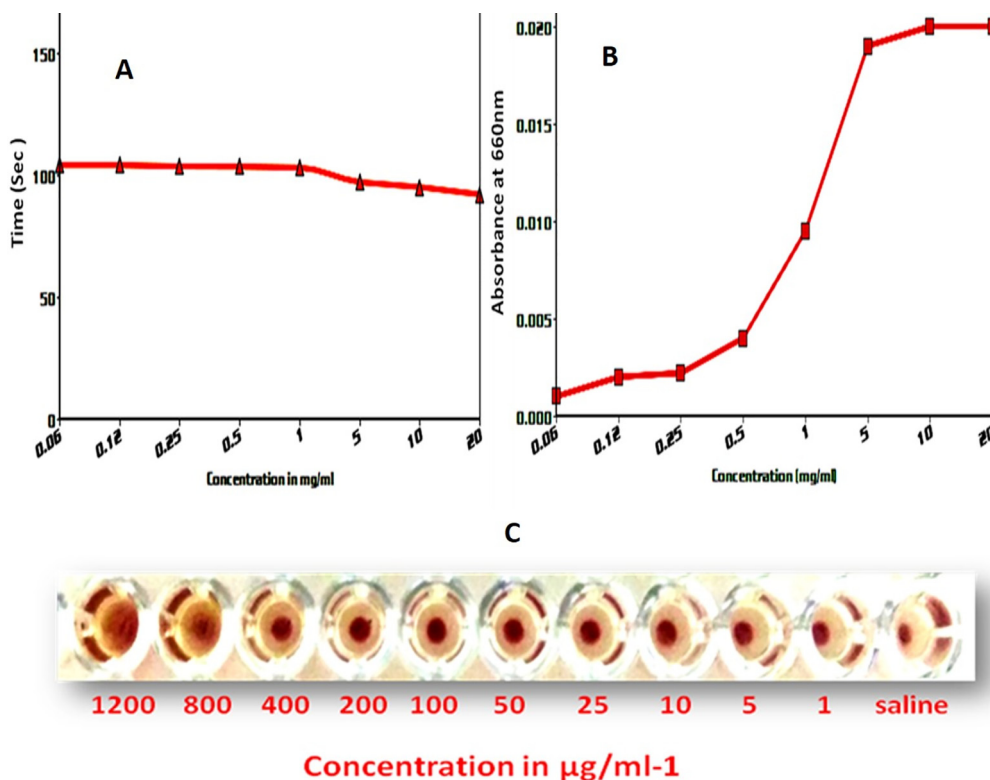 A
Time (Sec )
150
100
50
0
0.06 0.12 0.25 0.5 1 5 10 20
Concentration in mg/ml
B
Absorbance at 660nm
0.020
0.015
0.010
0.005
0.000
0.06 0.12 0.25 0.5 1 5 10 20
Concentration (mg/ml)
C
1200 800 400 200 100 50 25 10 5 1 saline
Concentration in µg/ml-1